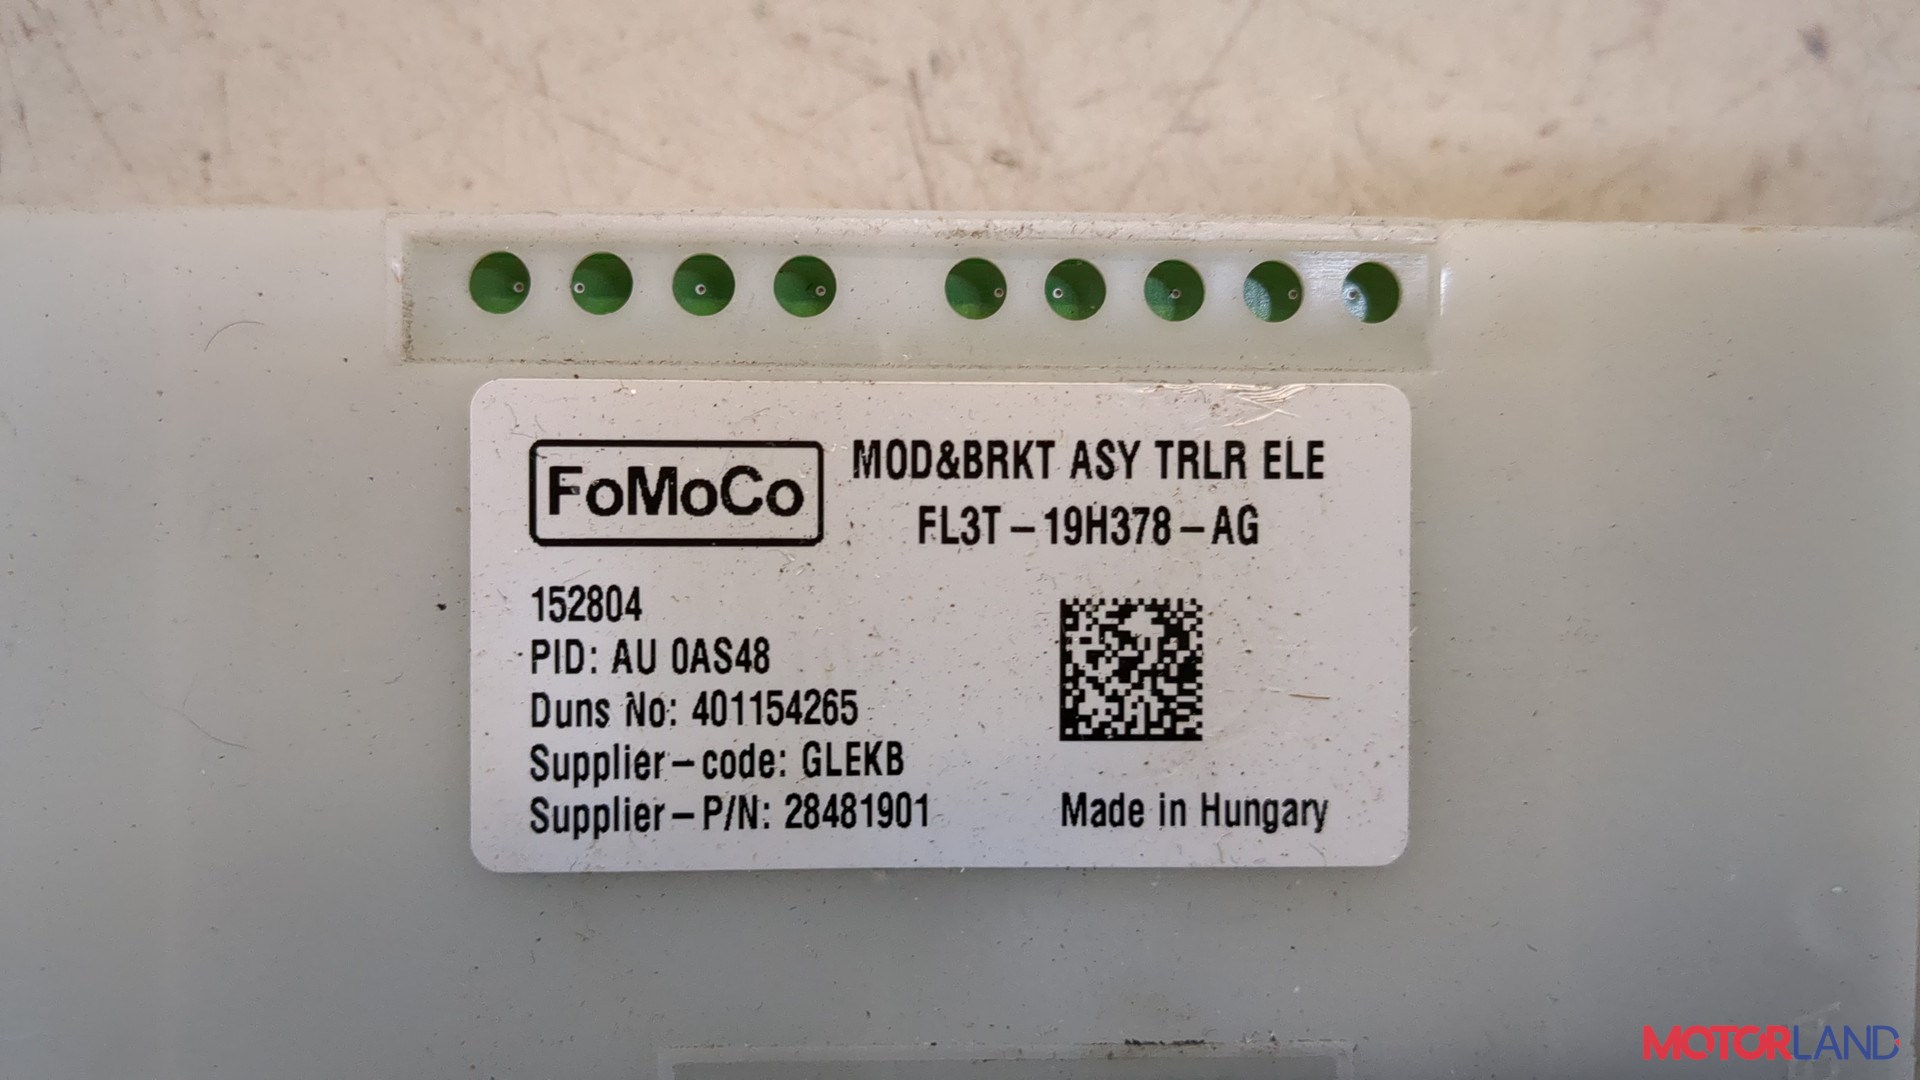 FoMoCo
MOD&BRKT ASY TRLR ELE
FL3T-19H378-AG
152804
PID: AU 0AS48
Duns No: 401154265
Supplier-code: GLEKB
Supplier-P/N: 28481901
Made in Hungary
MOTORLAND